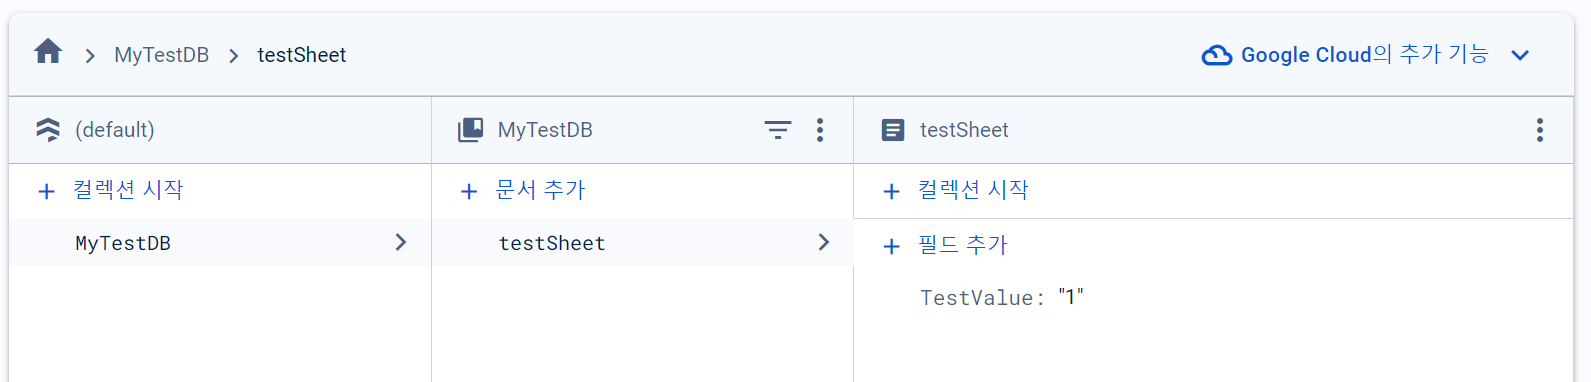 MyTestDB > testSheet
Google Cloud의 추가 기능
(default)
MyTestDB
testSheet
+ 컬렉션 시작
+ 문서 추가
+ 컬렉션 시작
MyTestDB
testSheet
+ 필드 추가
TestValue: "1"